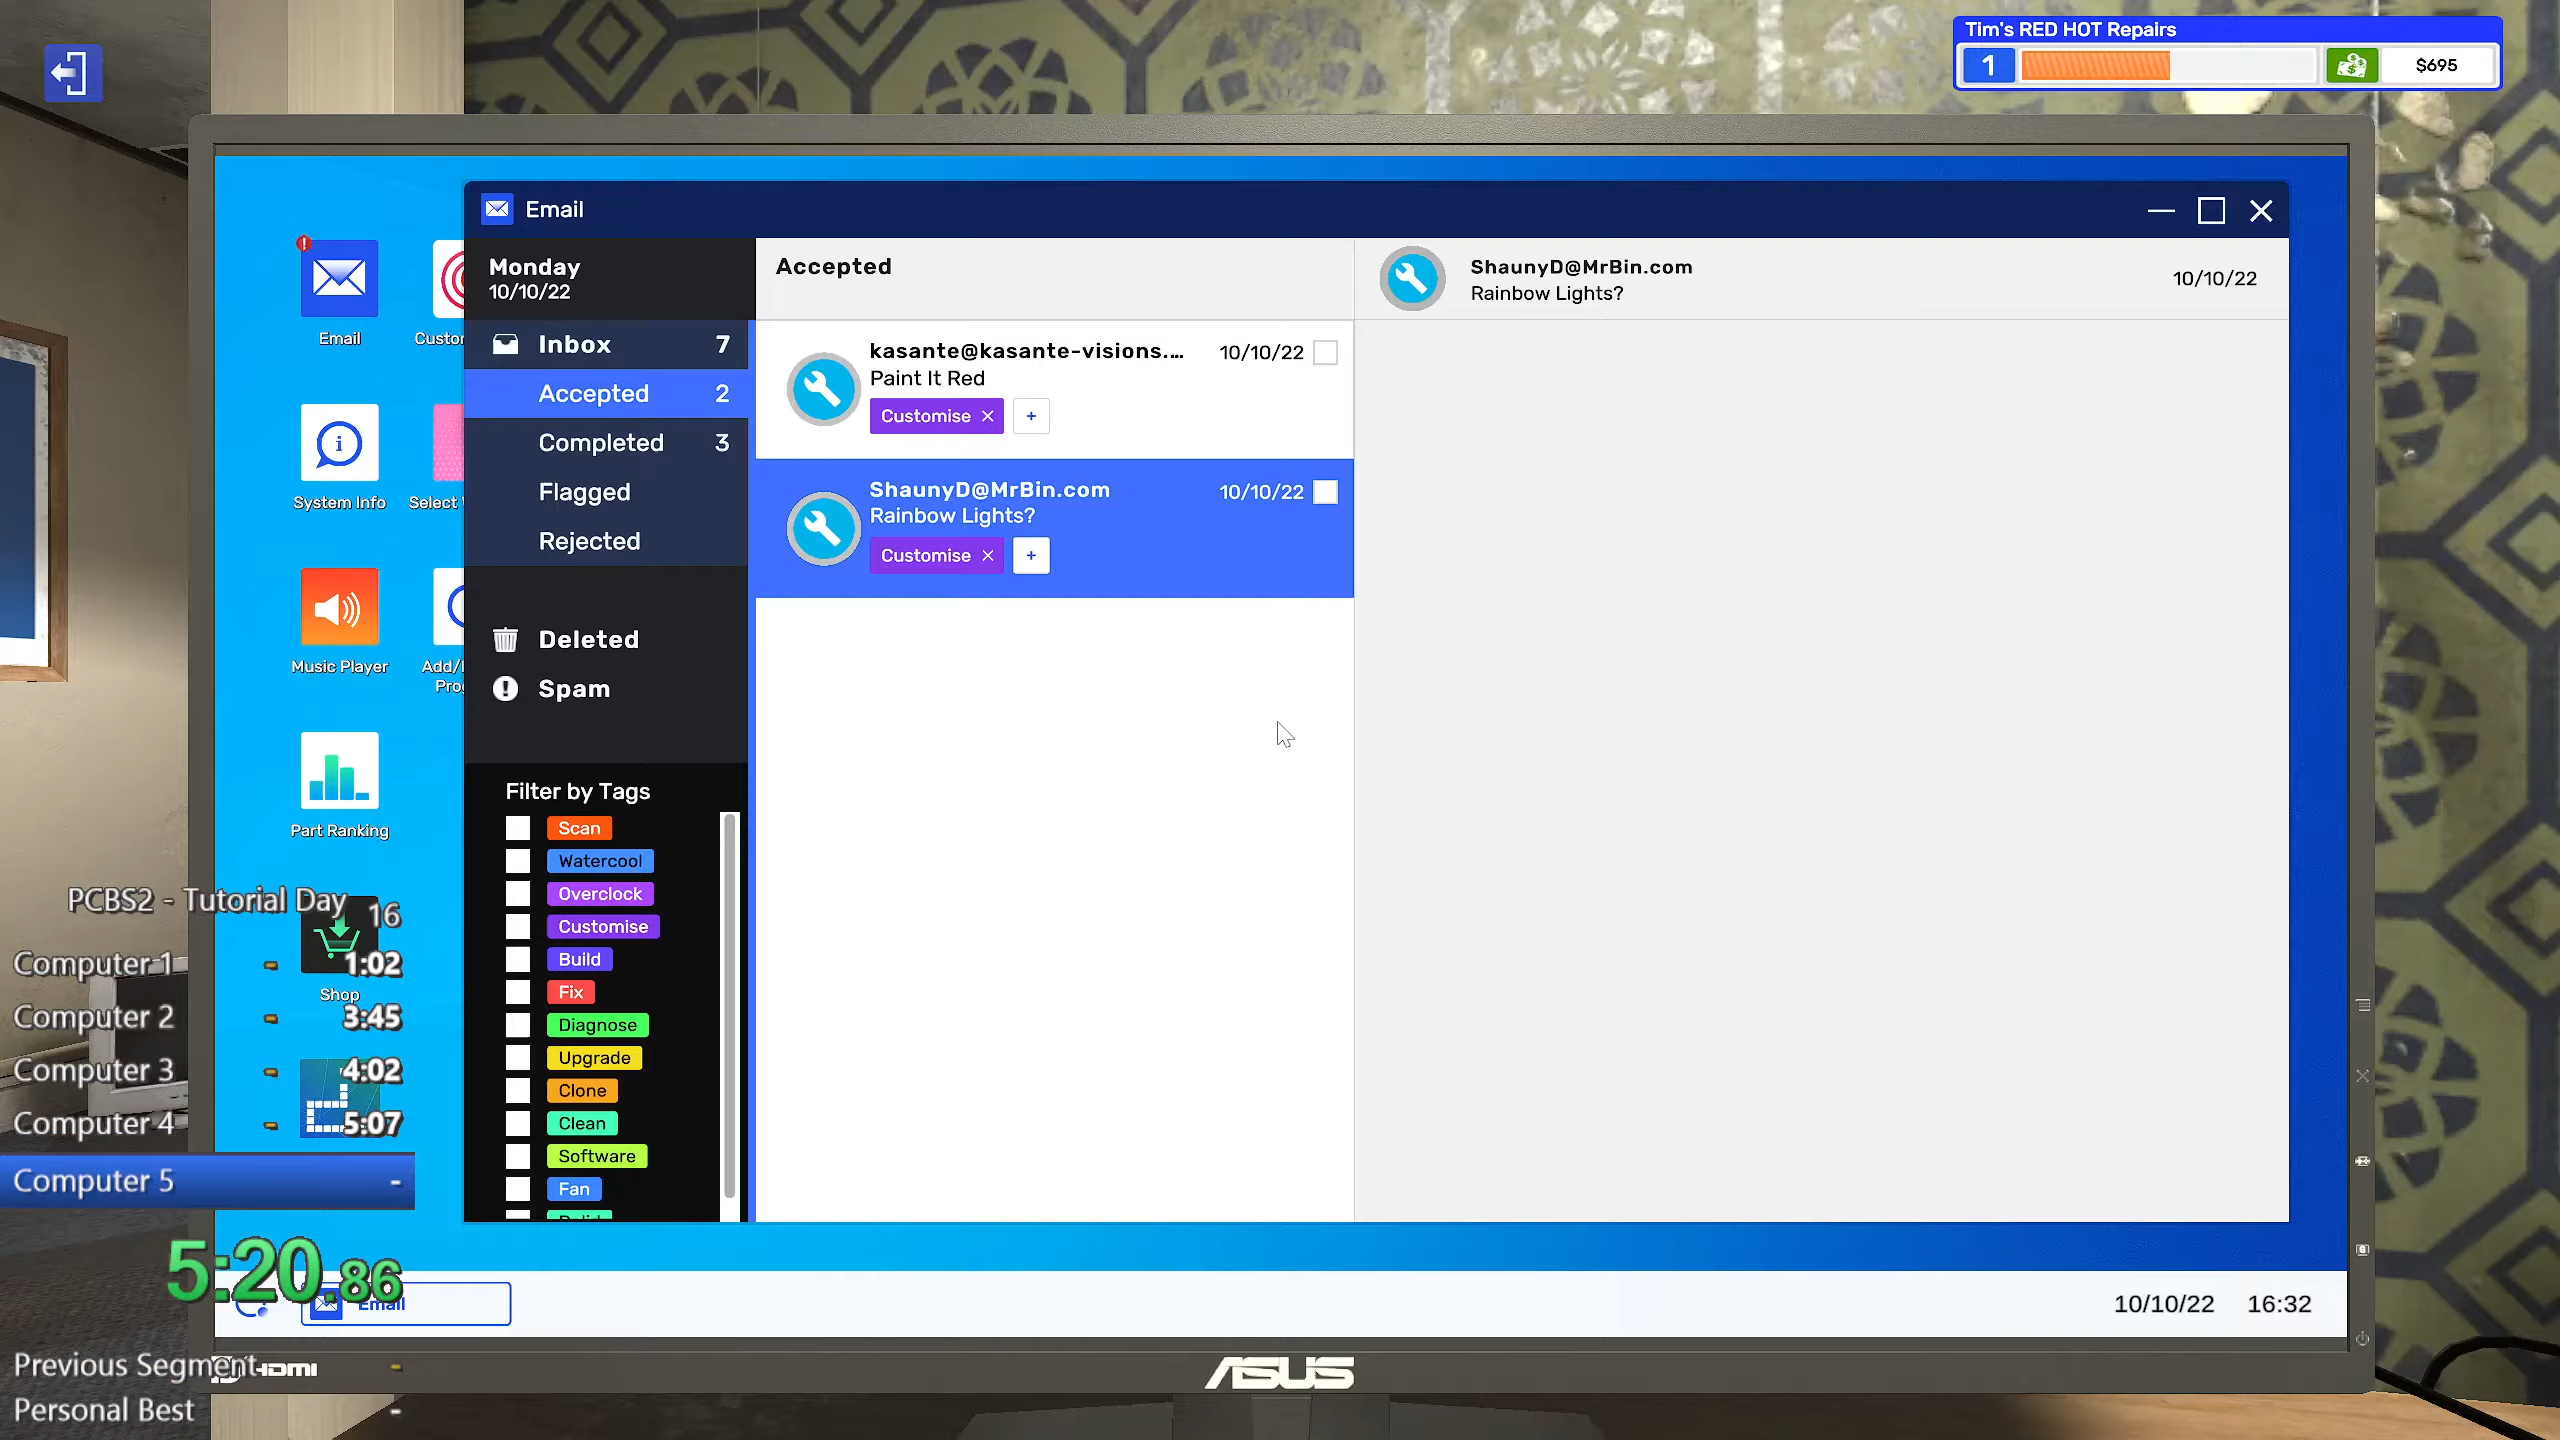 Tim's RED HOT Repairs
1
$695
Email
Monday
10/10/22
Accepted
ShaunyD@MrBin.com
Rainbow Lights?
10/10/22
Inbox 7
Accepted 2
Completed 3
Flagged
Rejected
Deleted
Spam
kasante@kasante-visions.... 10/10/22
Paint It Red
Customise × +
ShaunyD@MrBin.com 10/10/22
Rainbow Lights?
Customise × +
Filter by Tags
Scan
Watercool
Overclock
Customise
Build
Fix
Diagnose
Upgrade
Clone
Clean
Software
Fan
Email
System Info
Select
Music Player
Part Ranking
Shop
PCBS2 - Tutorial Day 16
Computer 1 - 1:02
Computer 2 - 3:45
Computer 3 - 4:02
Computer 4 - 5:07
Computer 5 -
5:20.86
Email
10/10/22 16:32
Previous Segment -
Personal Best -
HDMI
ASUS